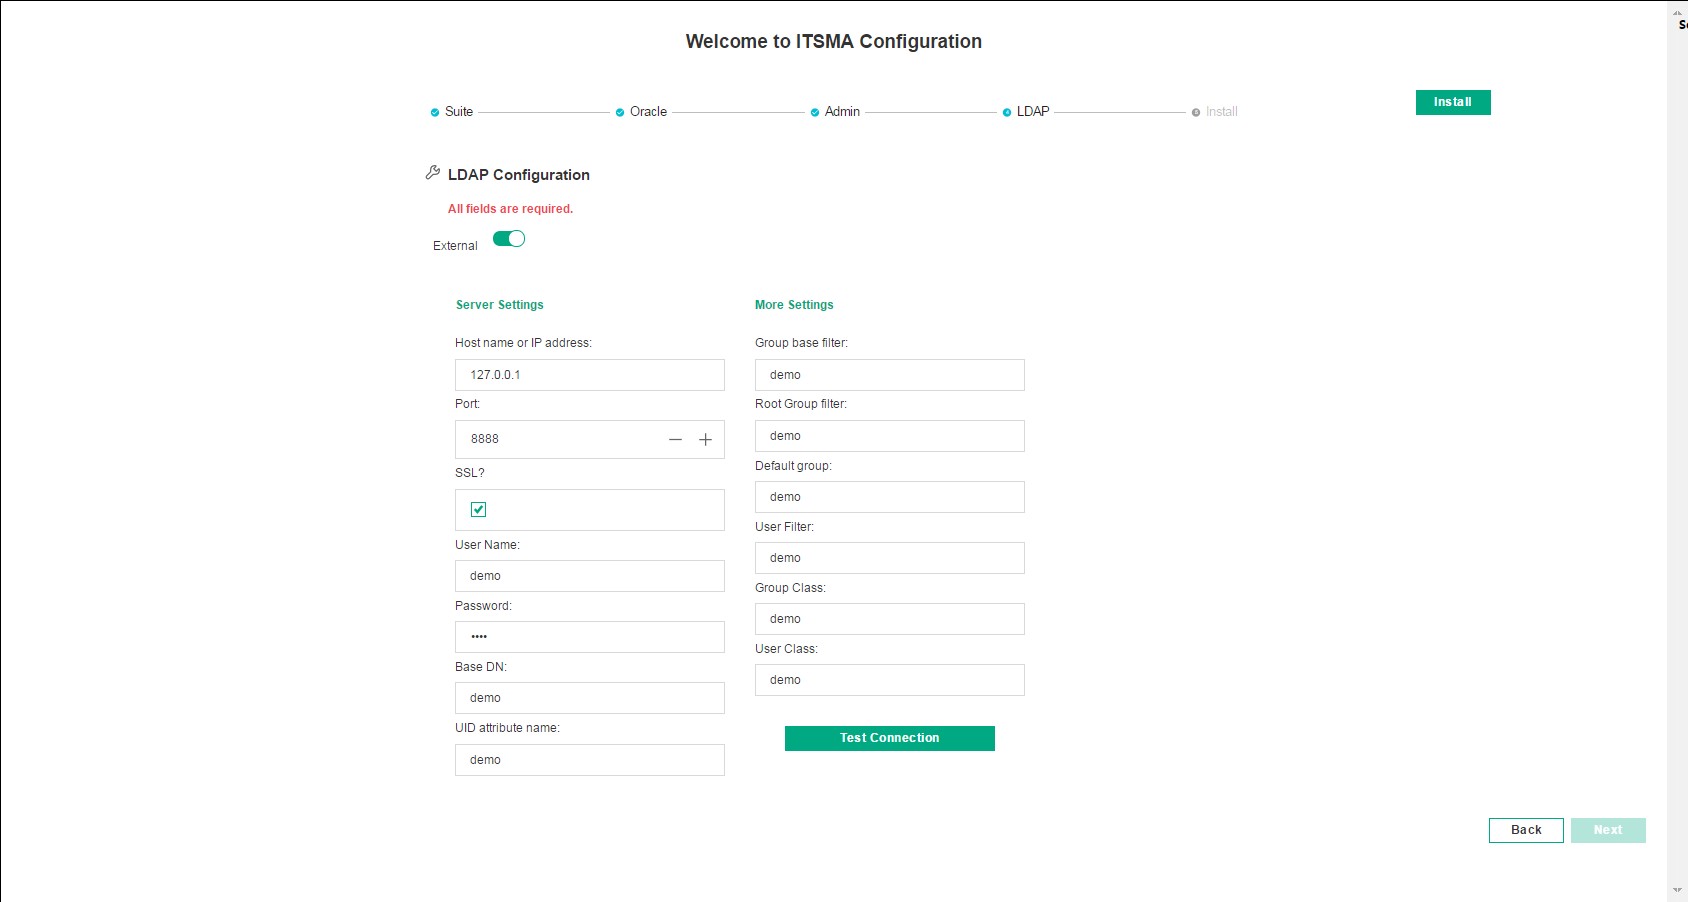 Welcome to ITSMA Configuration
Suite
Oracle
Admin
LDAP
Install
Install
LDAP Configuration
All fields are required.
External
Server Settings
Host name or IP address:
127.0.0.1
Port:
8888
SSL?
User Name:
demo
Password:
••••
Base DN:
demo
UID attribute name:
demo
More Settings
Group base filter:
demo
Root Group filter:
demo
Default group:
demo
User Filter:
demo
Group Class:
demo
User Class:
demo
Test Connection
Back
Next